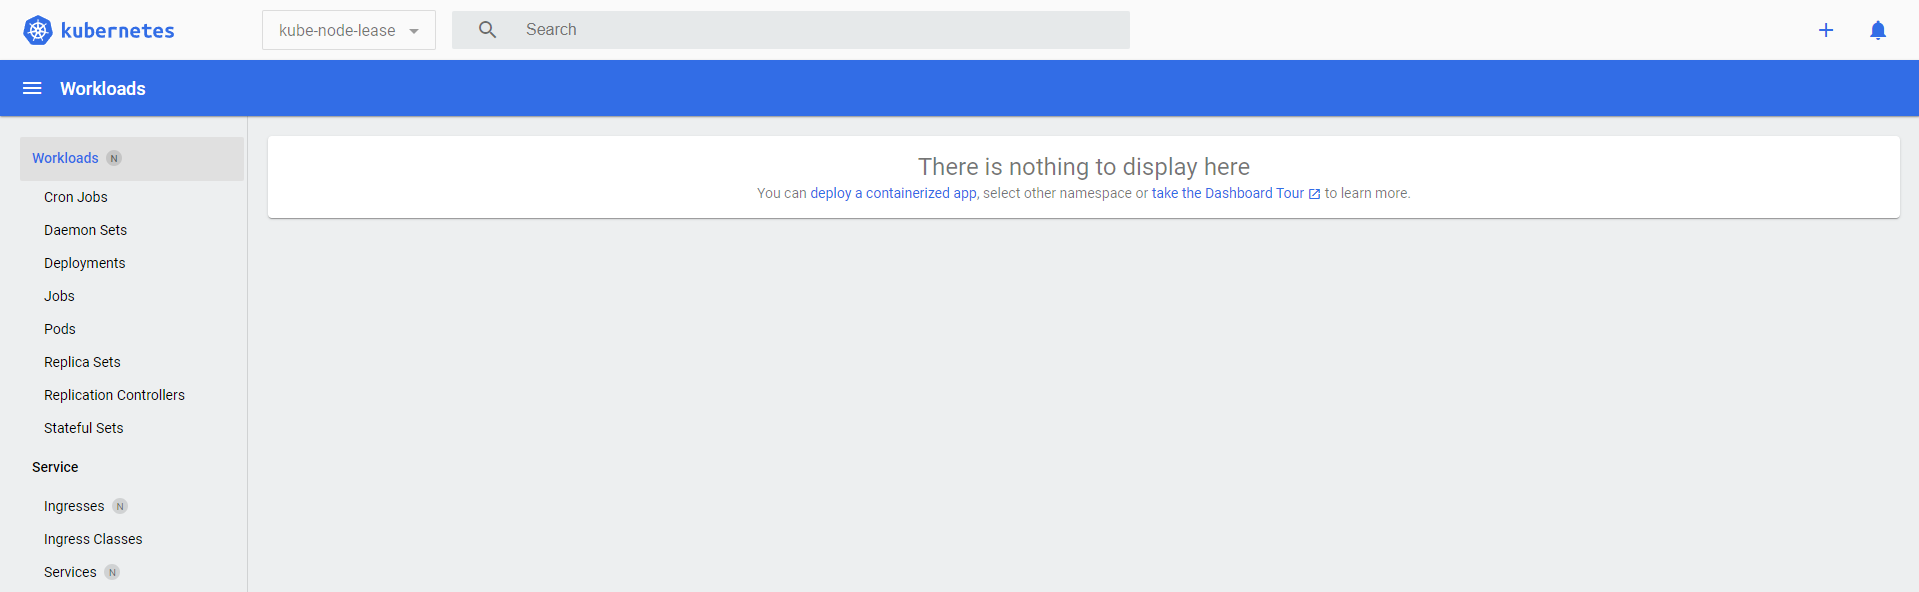 kubernetes
kube-node-lease
Search
Workloads
Workloads N
Cron Jobs
Daemon Sets
Deployments
Jobs
Pods
Replica Sets
Replication Controllers
Stateful Sets
Service
Ingresses N
Ingress Classes
Services N
There is nothing to display here
You can deploy a containerized app, select other namespace or take the Dashboard Tour to learn more.